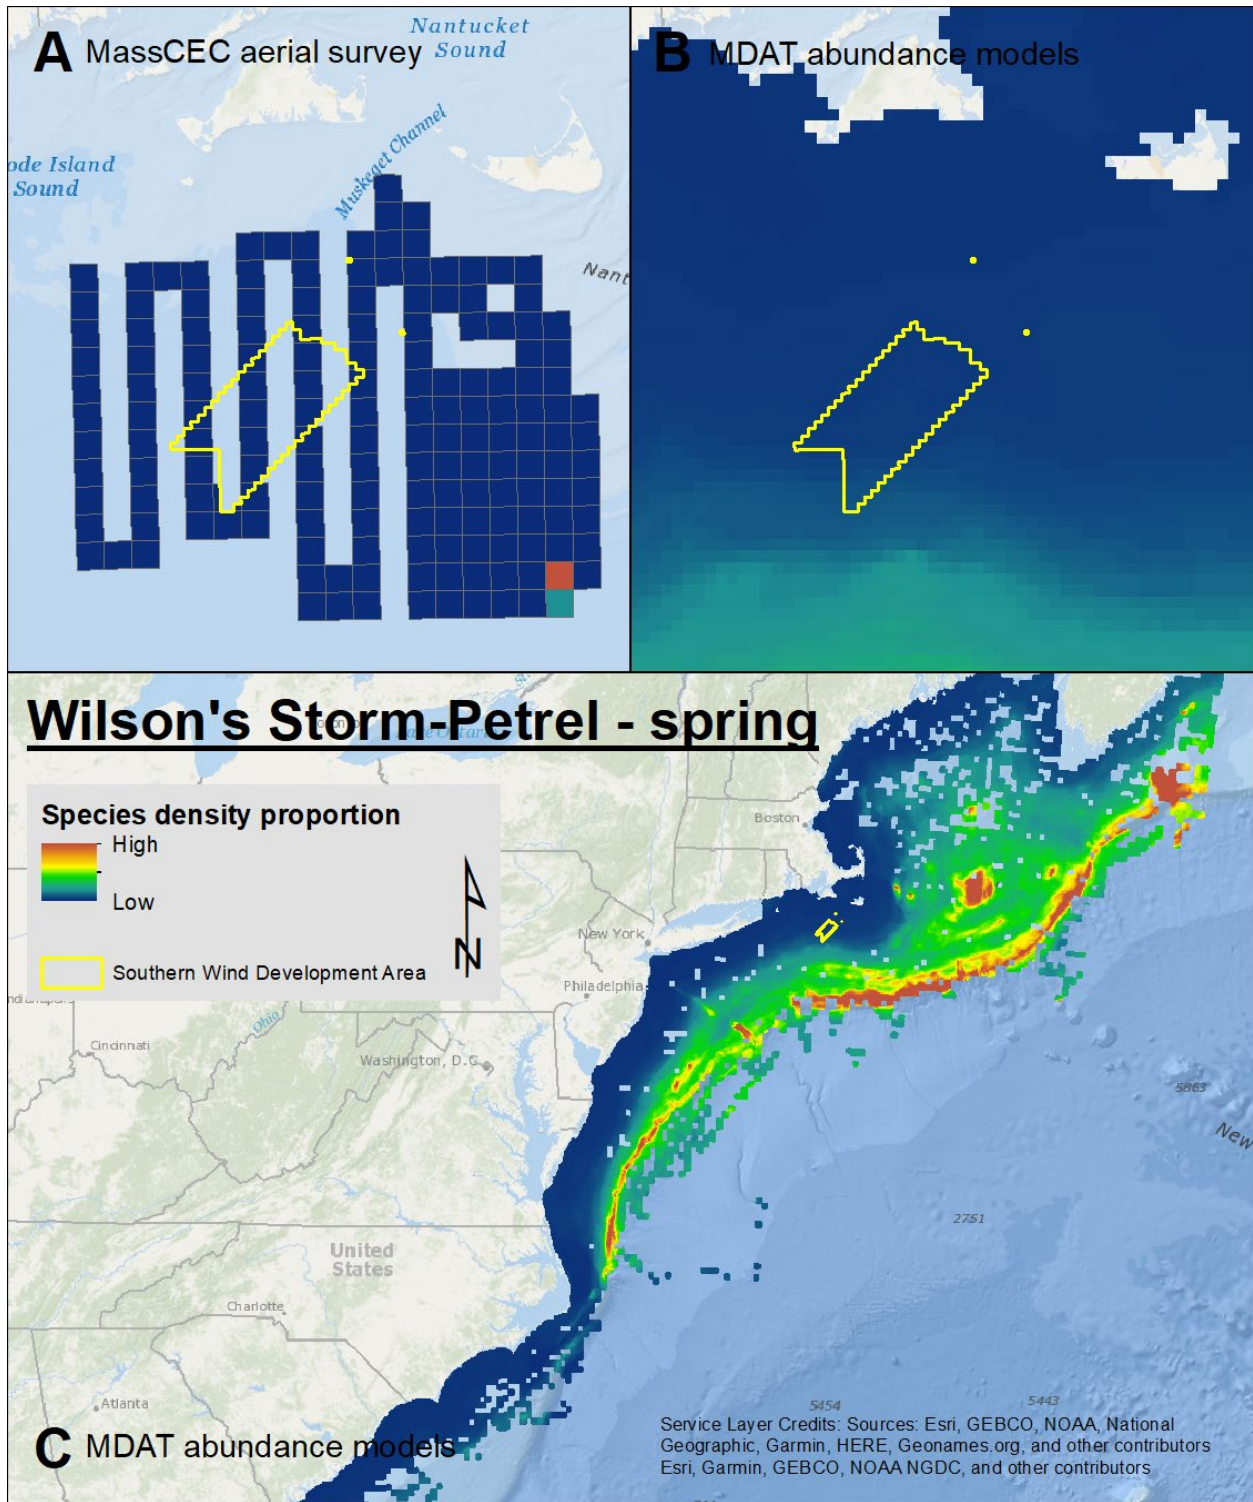 A MassCEC aerial survey
Nantucket
Sound
Muskeget Channel
ode Island
Sound
Nant
B MDAT abundance models
Wilson's Storm-Petrel - spring
Species density proportion
High
Low
Southern Wind Development Area
N
Boston
New York
Philadelphia
Ohio
Cincinnati
Washington, D.C.
5863
New
2751
United
States
Charlotte
Atlanta
5454
5443
C MDAT abundance models
Service Layer Credits: Sources: Esri, GEBCO, NOAA, National
Geographic, Garmin, HERE, Geonames.org, and other contributors
Esri, Garmin, GEBCO, NOAA NGDC, and other contributors